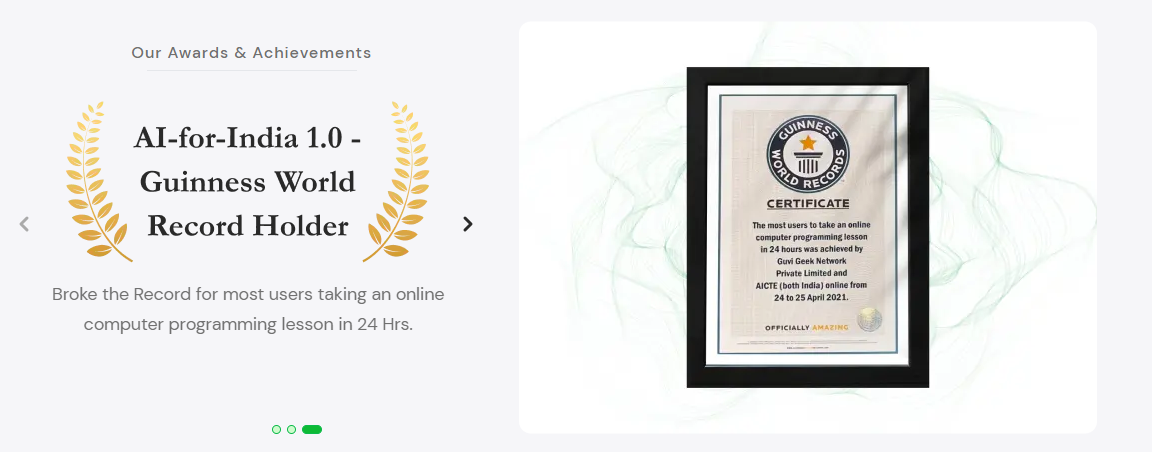 Our Awards & Achievements
AI-for-India 1.0 -
Guinness World
Record Holder
Broke the Record for most users taking an online
computer programming lesson in 24 Hrs.
GUINNESS
WORLD RECORDS
CERTIFICATE
The most users to take an online
computer programming lesson
in 24 hours was achieved by
Guvi Geek Network
Private Limited and
AICTE (both India) online from
24 to 25 April 2021.
OFFICIALLY AMAZING